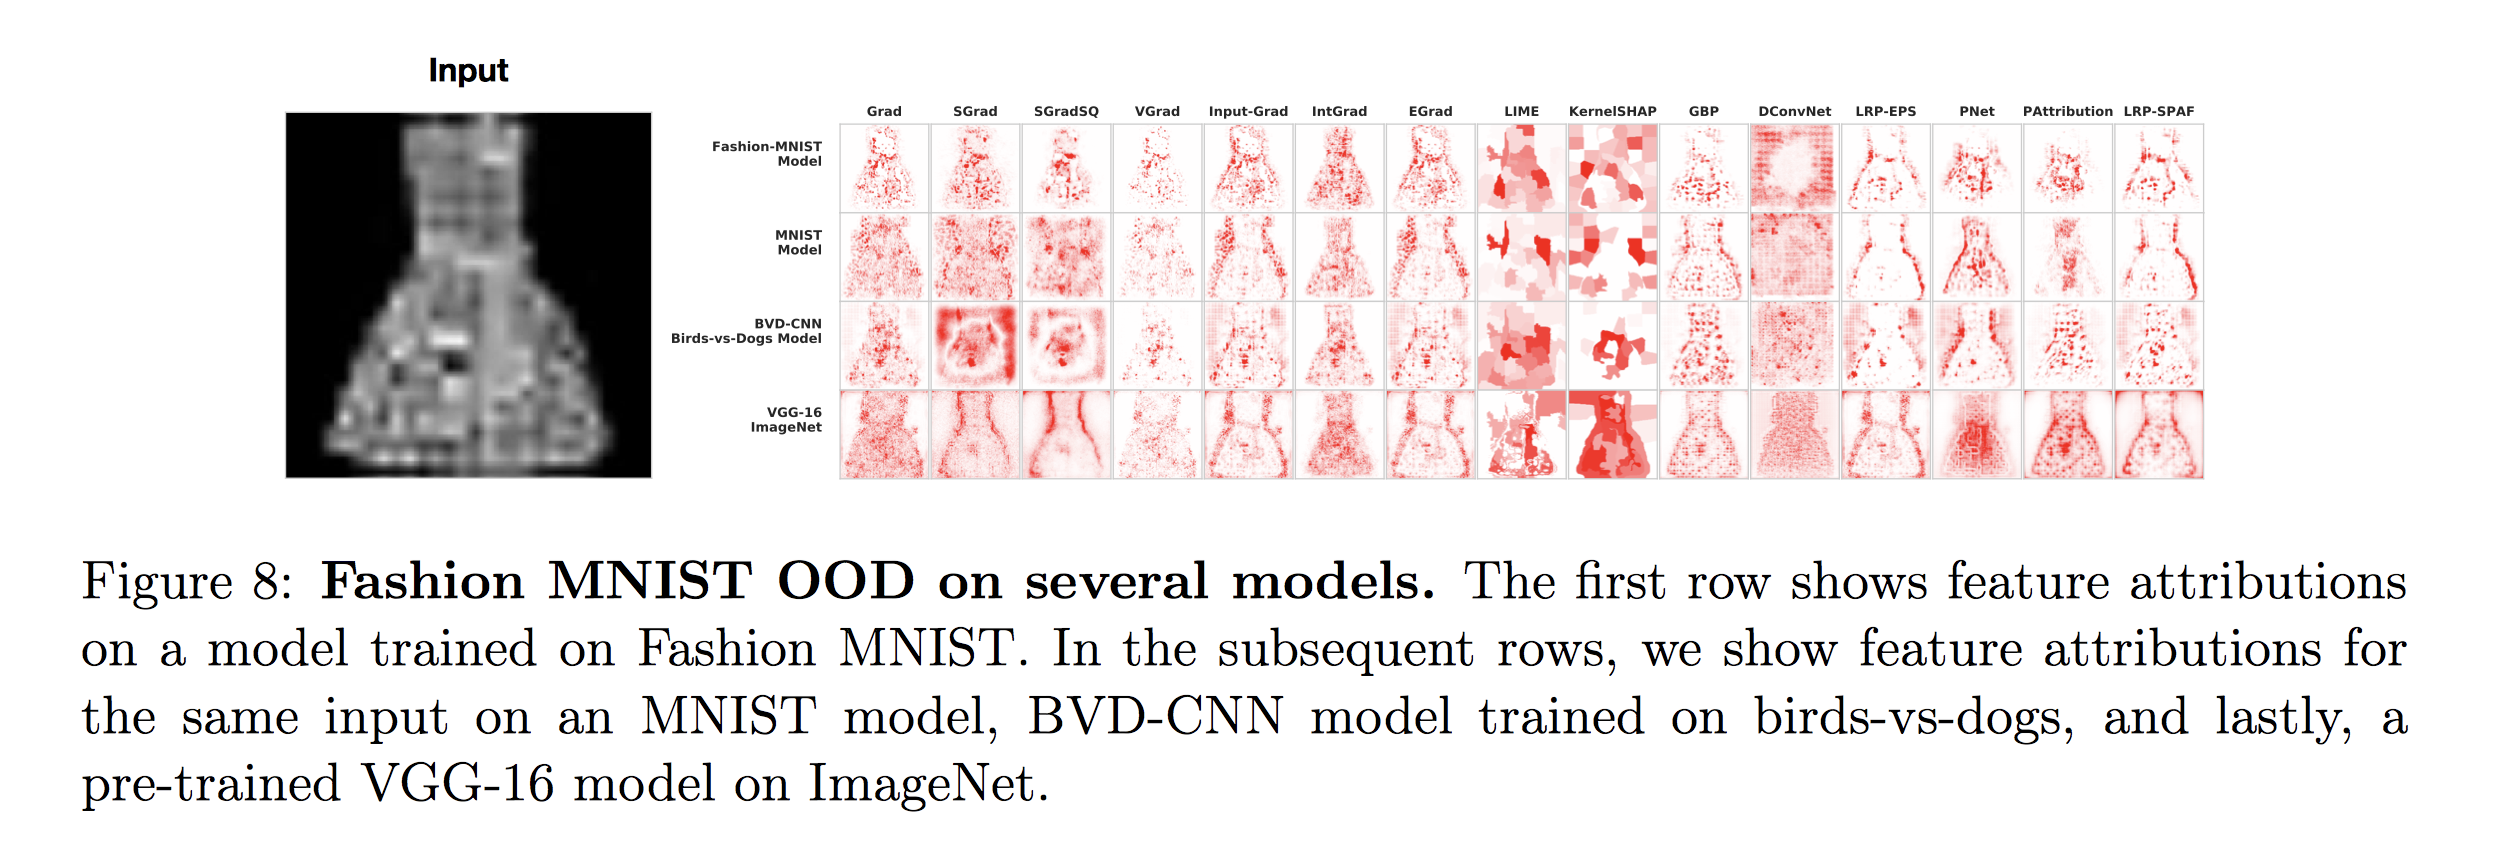 Input
Grad SGrad SGradSQ VGrad Input-Grad IntGrad EGrad LIME KernelSHAP GBP DConvNet LRP-EPS PNet PAttribution LRP-SPAF
Fashion-MNIST
Model
MNIST
Model
BVD-CNN
Birds-vs-Dogs Model
VGG-16
ImageNet
Figure 8: Fashion MNIST OOD on several models. The first row shows feature attributions
on a model trained on Fashion MNIST. In the subsequent rows, we show feature attributions for
the same input on an MNIST model, BVD-CNN model trained on birds-vs-dogs, and lastly, a
pre-trained VGG-16 model on ImageNet.